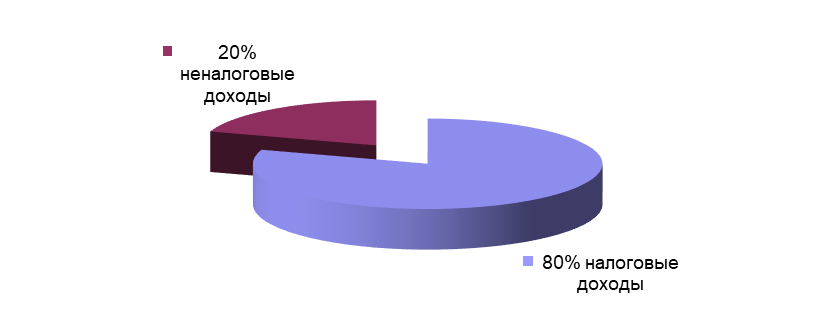 20%
неналоговые
доходы
80% налоговые
доходы